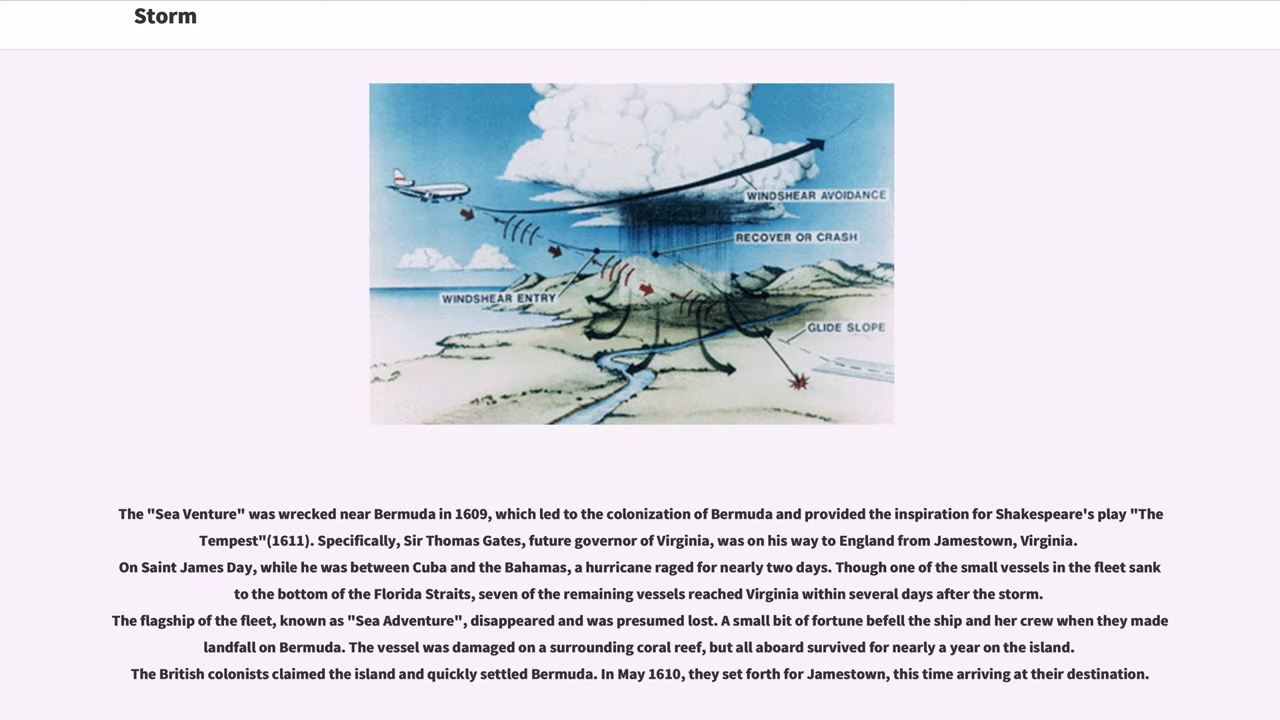 Storm
WINDSHEAR AVOIDANCE
RECOVER OR CRASH
WINDSHEAR ENTRY
GLIDE SLOPE
The "Sea Venture" was wrecked near Bermuda in 1609, which led to the colonization of Bermuda and provided the inspiration for Shakespeare's play "The
Tempest"(1611). Specifically, Sir Thomas Gates, future governor of Virginia, was on his way to England from Jamestown, Virginia.
On Saint James Day, while he was between Cuba and the Bahamas, a hurricane raged for nearly two days. Though one of the small vessels in the fleet sank
to the bottom of the Florida Straits, seven of the remaining vessels reached Virginia within several days after the storm.
The flagship of the fleet, known as "Sea Adventure", disappeared and was presumed lost. A small bit of fortune befell the ship and her crew when they made
landfall on Bermuda. The vessel was damaged on a surrounding coral reef, but all aboard survived for nearly a year on the island.
The British colonists claimed the island and quickly settled Bermuda. In May 1610, they set forth for Jamestown, this time arriving at their destination.